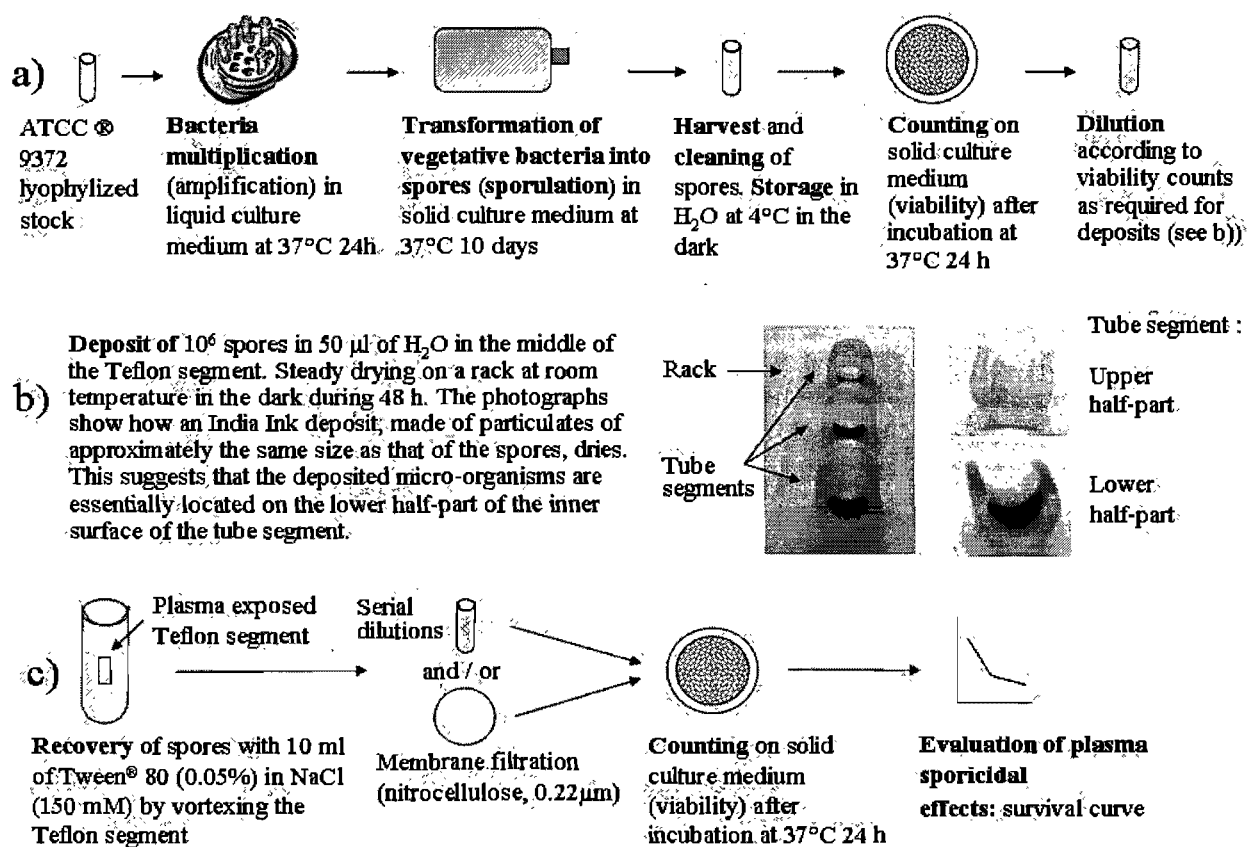 a)
ATCC ®
9372
lyophylized
stock
Bacteria
multiplication
(amplification) in
liquid culture
medium at 37°C 24h
Transformation of
vegetative bacteria into
spores (sporulation) in
solid culture medium at
37°C 10 days
Harvest and
cleaning of
spores. Storage in
H₂O at 4°C in the
dark
Counting on
solid culture
medium
(viability) after
incubation at
37°C 24 h
Dilution
according to
viability counts
as required for
deposits (see b))
b)
Deposit of 10⁶ spores in 50 µl of H₂O in the middle of
the Teflon segment. Steady drying on a rack at room
temperature in the dark during 48 h. The photographs
show how an India Ink deposit, made of particulates of
approximately the same size as that of the spores, dries.
This suggests that the deposited micro-organisms are
essentially located on the lower half-part of the inner
surface of the tube segment.
Rack
Tube
segments
Tube segment :
Upper
half-part
Lower
half-part
c)
Plasma exposed
Teflon segment
Recovery of spores with 10 ml
of Tween® 80 (0.05%) in NaCl
(150 mM) by vortexing the
Teflon segment
Serial
dilutions
and / or
Membrane filtration
(nitrocellulose, 0.22µm)
Counting on solid
culture medium
(viability) after
incubation at 37°C 24 h
Evaluation of plasma
sporicidal
effects: survival curve